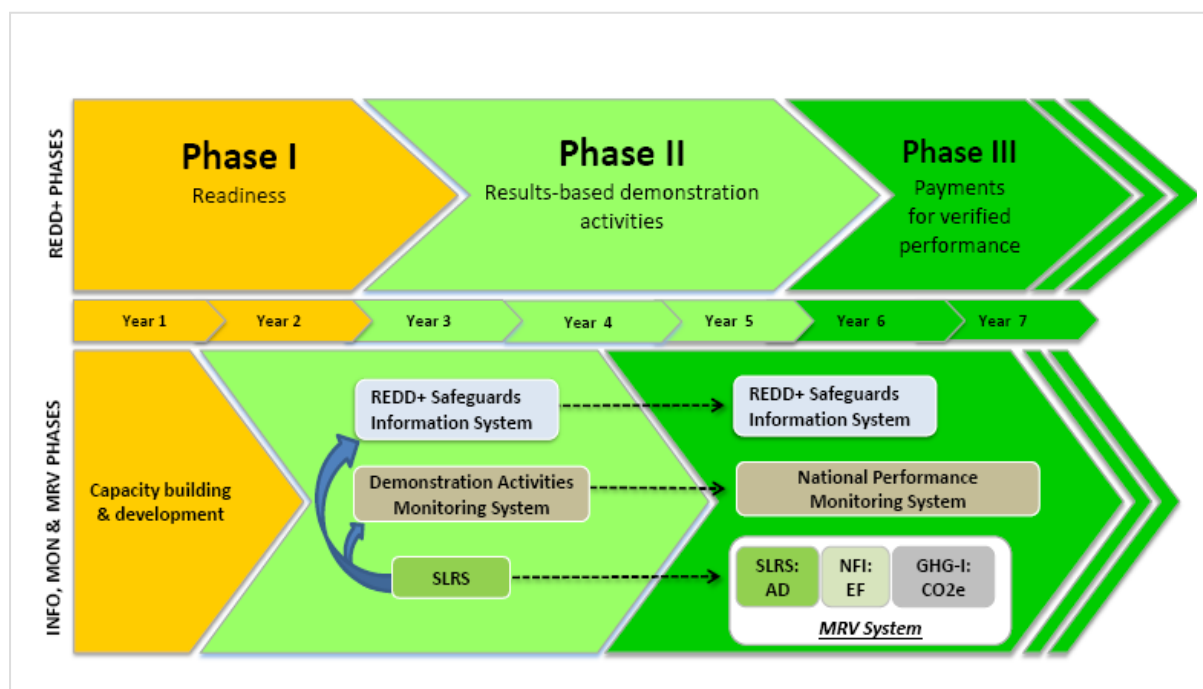 REDD+ PHASES
Phase I
Readiness
Phase II
Results-based demonstration
activities
Phase III
Payments
for verified
performance
Year 1
Year 2
Year 3
Year 4
Year 5
Year 6
Year 7
INFO, MON & MRV PHASES
Capacity building
& development
REDD+ Safeguards
Information System
REDD+ Safeguards
Information System
Demonstration Activities
Monitoring System
National Performance
Monitoring System
SLRS
SLRS:
AD
NFI:
EF
GHG-I:
CO2e
MRV System